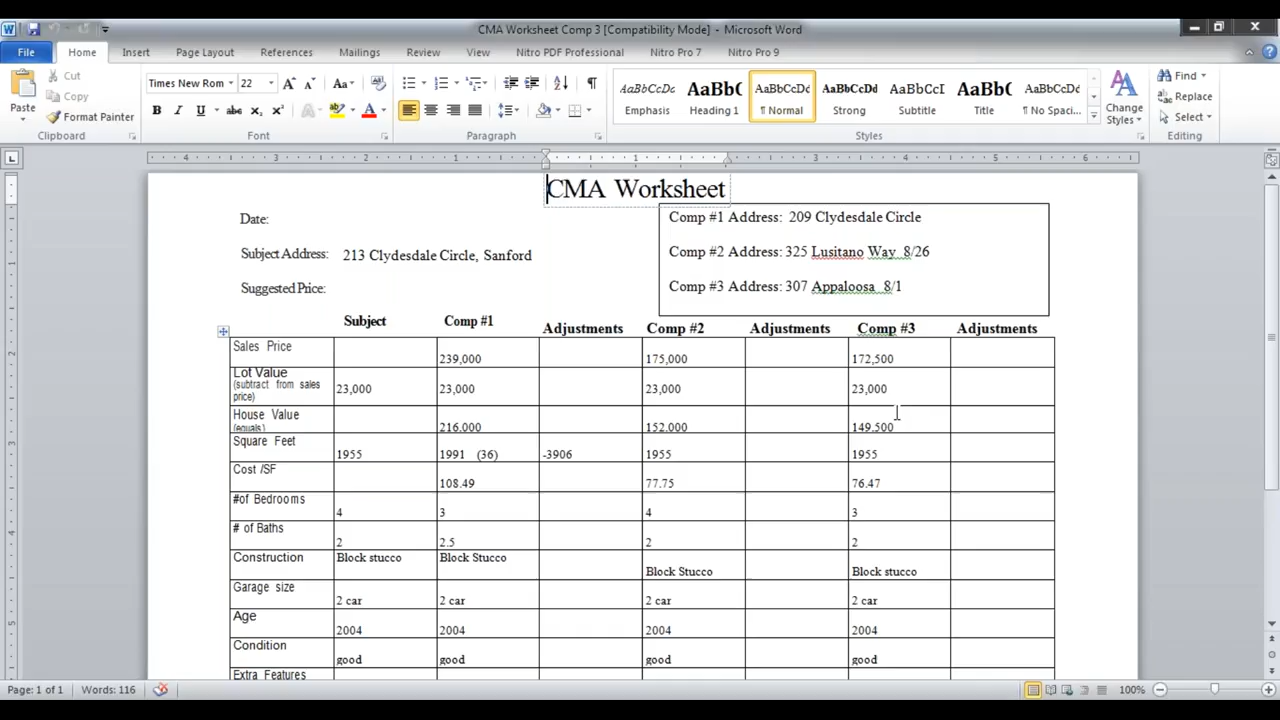 CMA Worksheet Comp 3 [Compatibility Mode] - Microsoft Word
File Home Insert Page Layout References Mailings Review View Nitro PDF Professional Nitro Pro 7 Nitro Pro 9
Paste
Cut
Copy
Format Painter
Times New Rom 22
AaBbCcDc Emphasis
AaBbC Heading 1
AaBbCcDc ¶ Normal
AaBbCcDd Strong
AaBbCcI Subtitle
AaBbC Title
AaBbCcDc ¶ No Spaci...
Change Styles
Find
Replace
Select
Clipboard Font Paragraph Styles Editing
CMA Worksheet
Date:
Subject Address: 213 Clydesdale Circle, Sanford
Suggested Price:
Comp #1 Address: 209 Clydesdale Circle
Comp #2 Address: 325 Lusitano Way 8/26
Comp #3 Address: 307 Appaloosa 8/1
Subject Comp #1 Adjustments Comp #2 Adjustments Comp #3 Adjustments
Sales Price 239,000 175,000 172,500
Lot Value
(subtract from sales
price)
23,000 23,000 23,000 23,000
House Value
(equals) 216.000 152.000 149.500
Square Feet 1955 1991 (36) -3906 1955 1955
Cost /SF 108.49 77.75 76.47
#of Bedrooms 4 3 4 3
# of Baths 2 2.5 2 2
Construction Block stucco Block Stucco Block Stucco Block stucco
Garage size 2 car 2 car 2 car 2 car
Age 2004 2004 2004 2004
Condition good good good good
Extra Features
Page: 1 of 1 Words: 116 100%